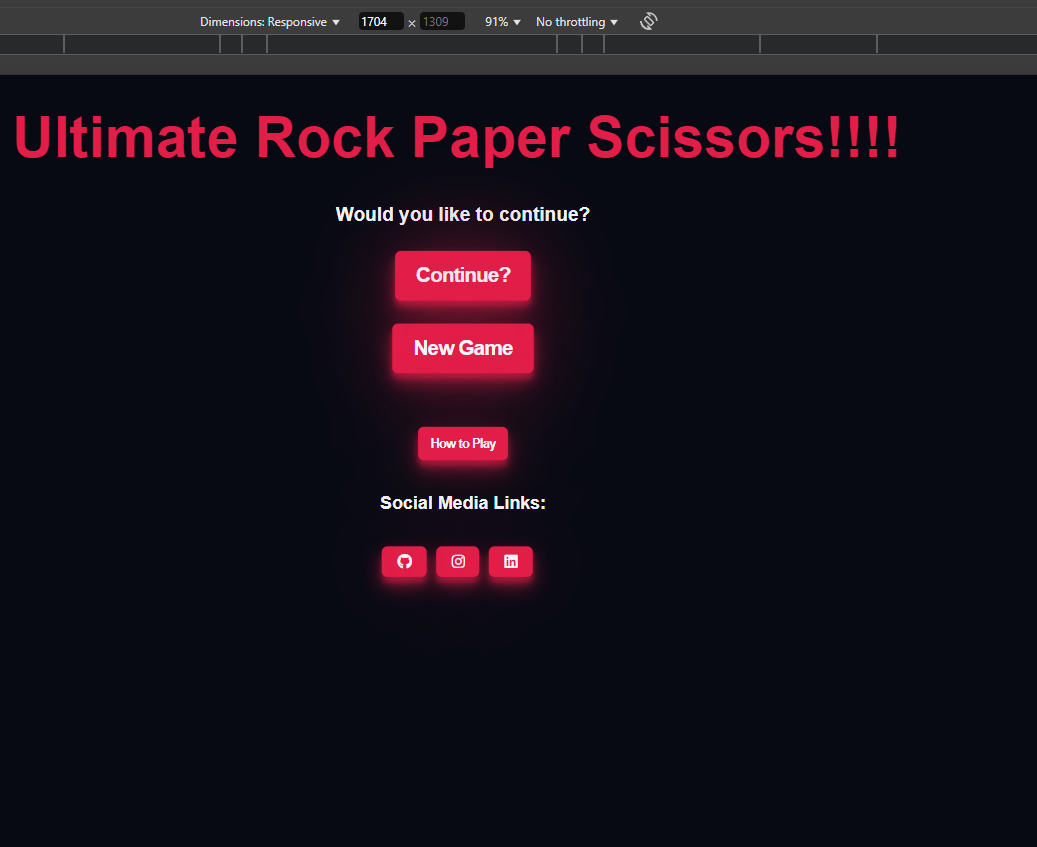 Dimensions: Responsive 1704 × 1309 91% No throttling
Ultimate Rock Paper Scissors!!!!
Would you like to continue?
Continue?
New Game
How to Play
Social Media Links:
in